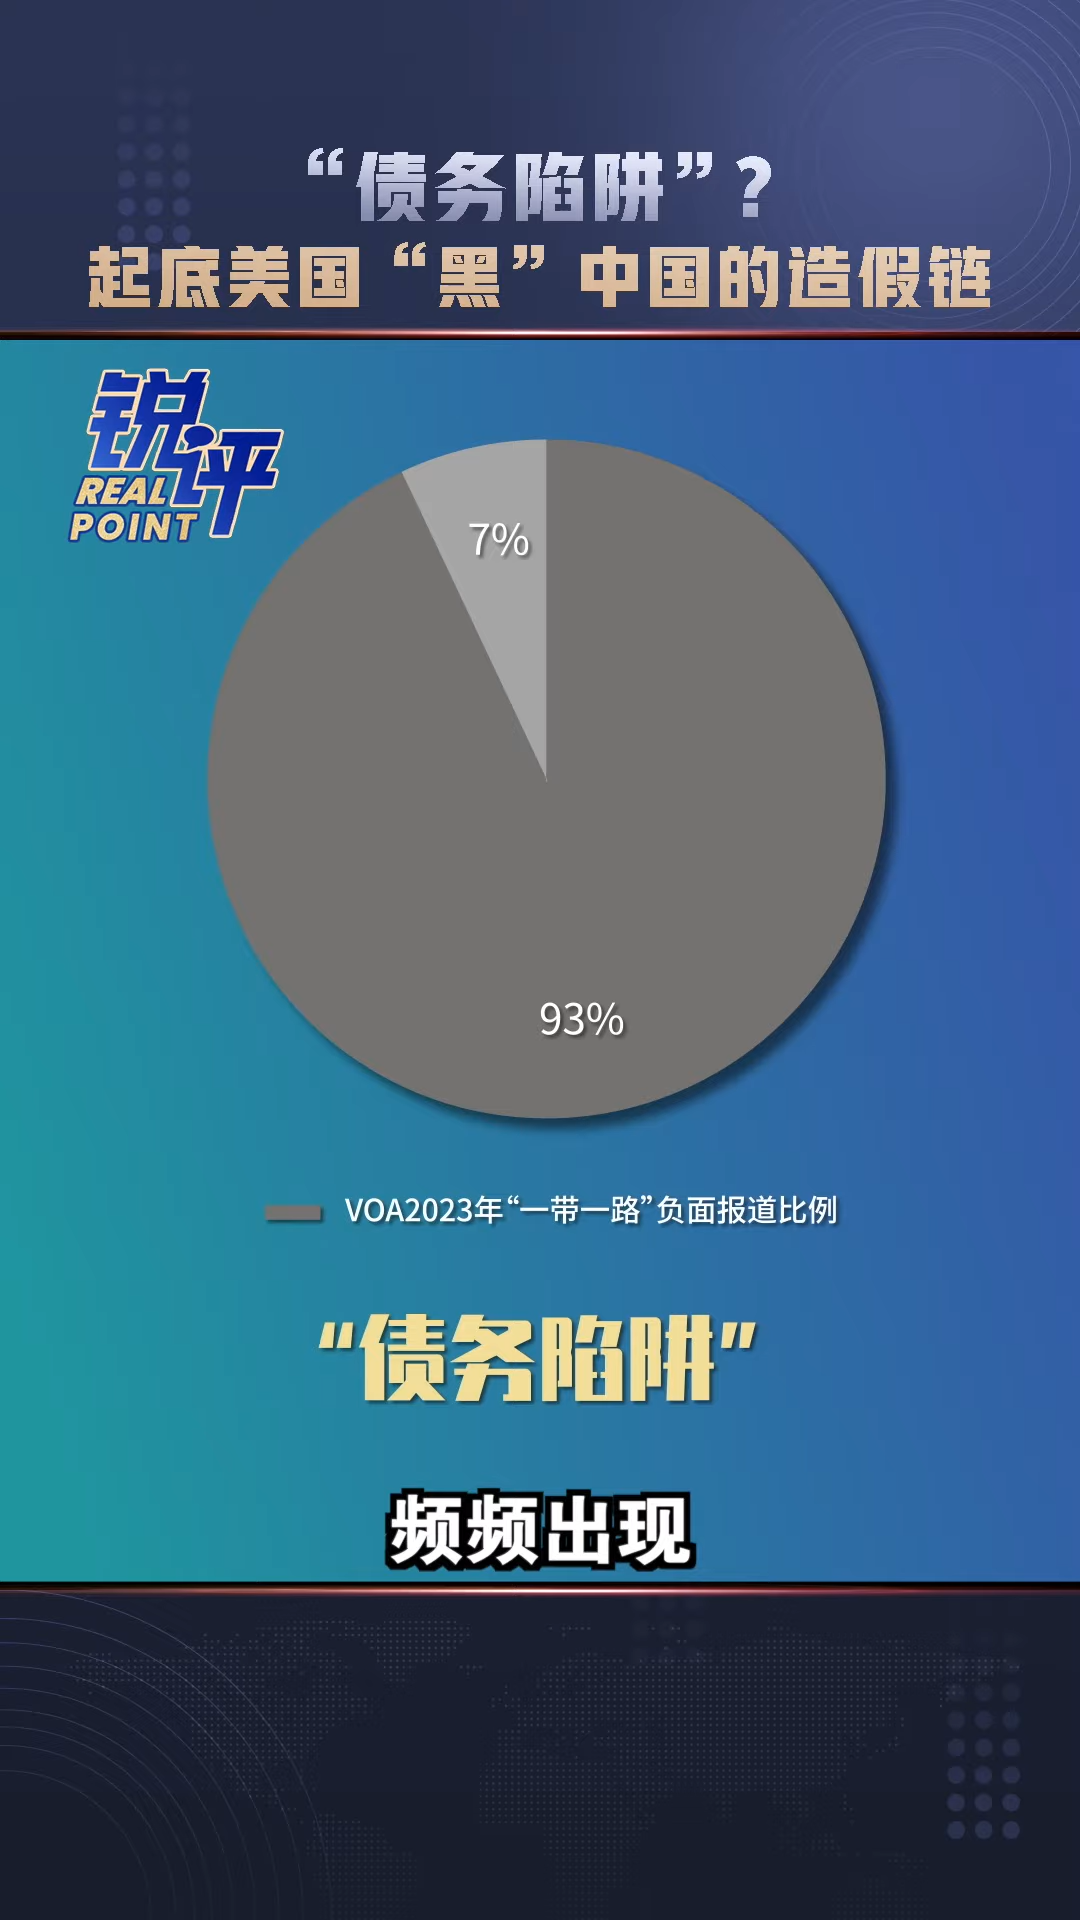 “债务陷阱”？
起底美国“黑”中国的造假链
锐评
REAL
POINT
7%
93%
VOA2023年“一带一路”负面报道比例
“债务陷阱”
频频出现